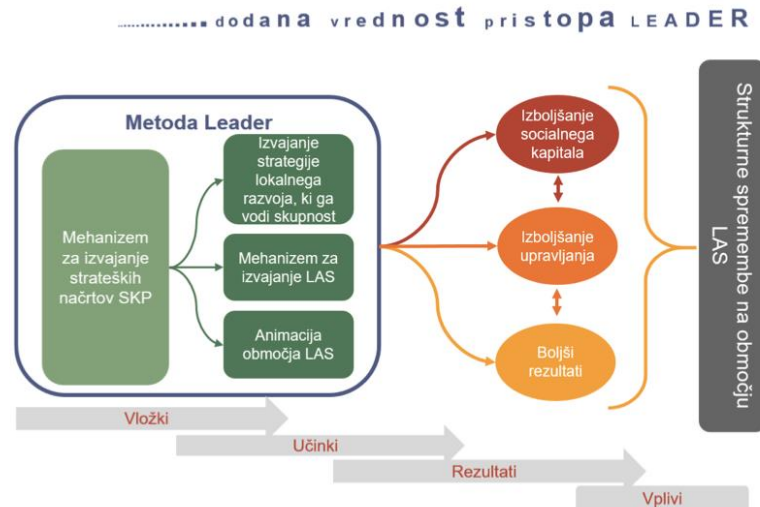 ................ dodana vrednost pristopa LEADER
Metoda Leader
Mehanizem
za izvajanje
strateških
načrtov SKP
Izvajanje
strategije
lokalnega
razvoja, ki ga
vodi skupnost
Mehanizem za
izvajanje LAS
Animacija
območja LAS
Izboljšanje
socialnega
kapitala
Izboljšanje
upravljanja
Boljši
rezultati
Strukturne spremembe na območju
LAS
Vložki
Učinki
Rezultati
Vplivi